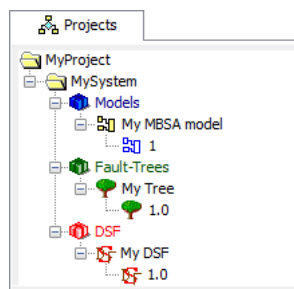 Projects
MyProject
MySystem
Models
My MBSA model
1
Fault-Trees
My Tree
1.0
DSF
My DSF
1.0